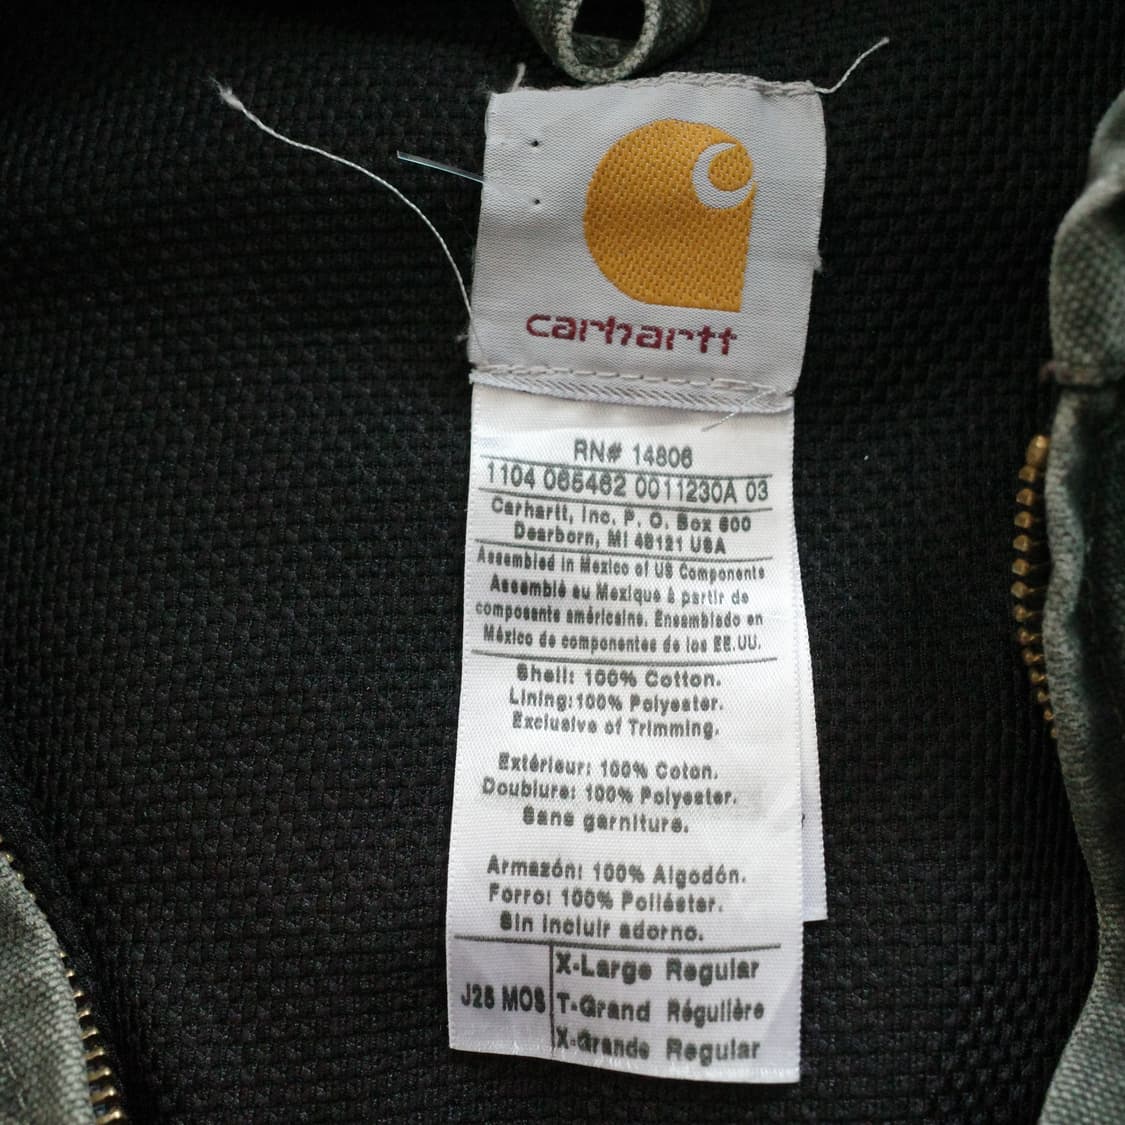 carhartt
RN# 14806
1104 065462 0011230A 03
Carhartt, Inc. P. O. Box 600
Dearborn, MI 48121 USA
Assembled in Mexico of US Components
Assemblé au Mexique à partir de
composants américains. Ensamblado en
México de componentes de los EE.UU.
Shell: 100% Cotton.
Lining:100% Polyester.
Exclusive of Trimming.
Extérieur: 100% Coton.
Doublure: 100% Polyester.
Sans garniture.
Armazón: 100% Algodón.
Forro: 100% Poliéster.
Sin incluir adorno.
J25 MOS
X-Large Regular
T-Grand Régulière
X-Grande Regular